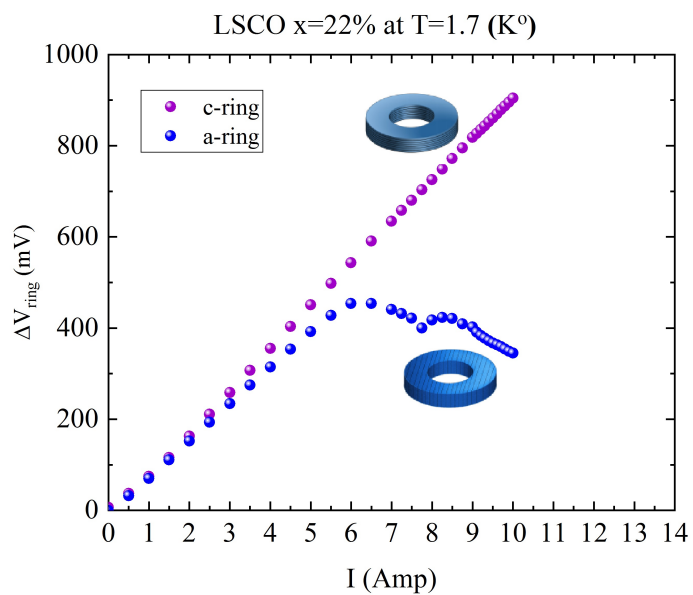 LSCO x=22% at T=1.7 (Kº)
1000
800
600
400
200
0
ΔVring (mV)
c-ring
a-ring
0 1 2 3 4 5 6 7 8 9 10 11 12 13 14
I (Amp)